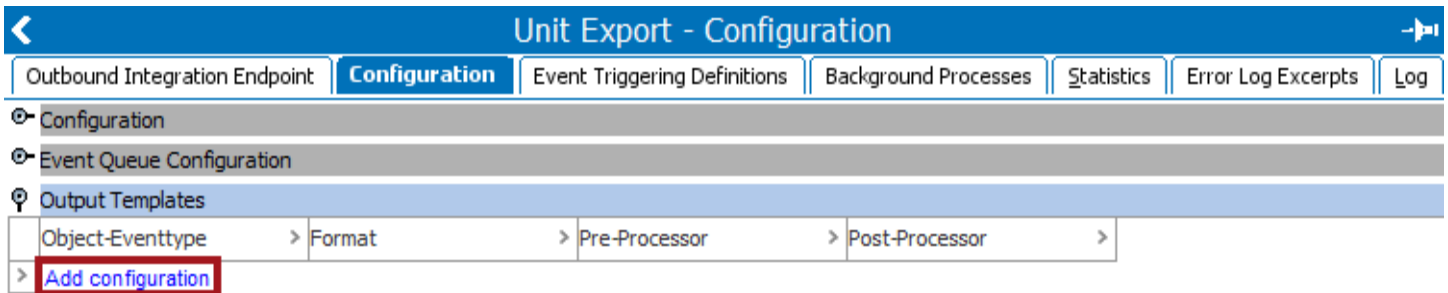 Unit Export - Configuration
Outbound Integration Endpoint Configuration Event Triggering Definitions Background Processes Statistics Error Log Excerpts Log
Configuration
Event Queue Configuration
Output Templates
Object-Eventtype > Format > Pre-Processor > Post-Processor >
> Add configuration